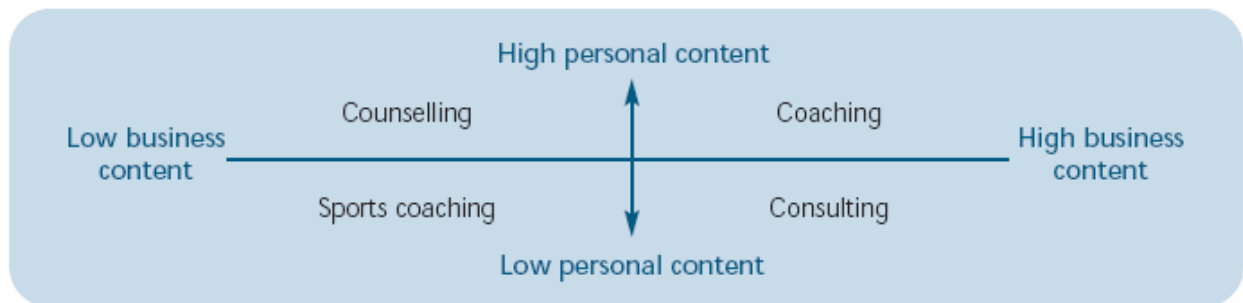 High personal content
Counselling
Coaching
Low business
content
High business
content
Sports coaching
Consulting
Low personal content